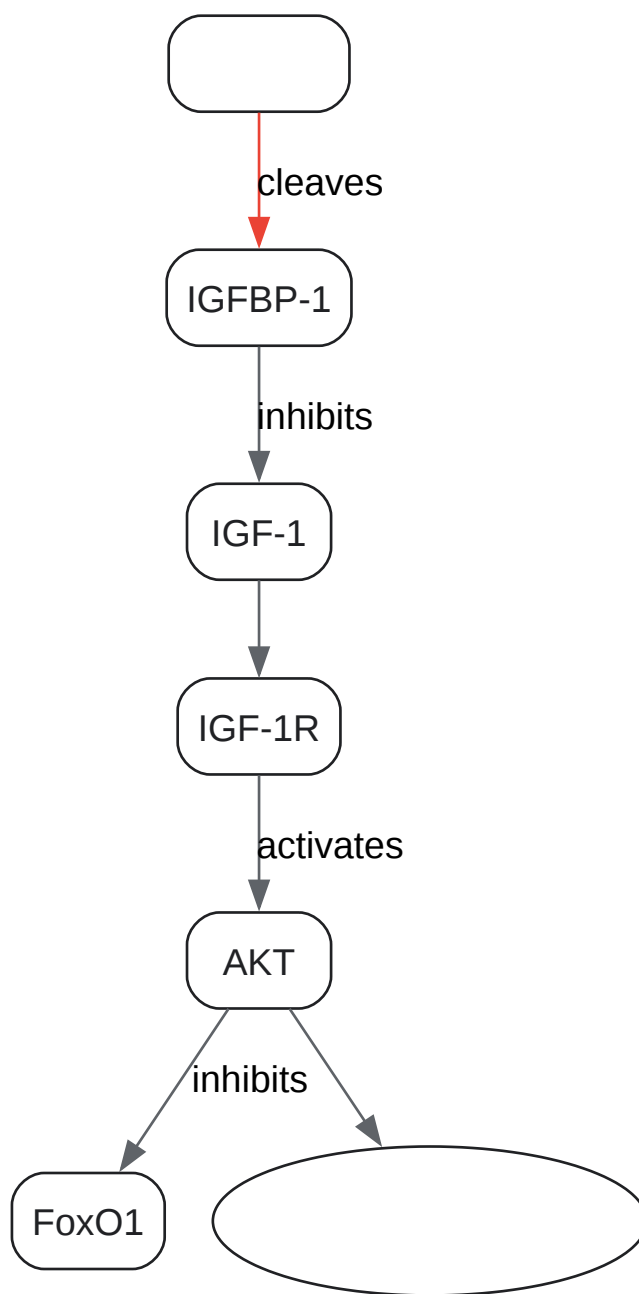 cleaves
IGFBP-1
inhibits
IGF-1
IGF-1R
activates
AKT
inhibits
FoxO1